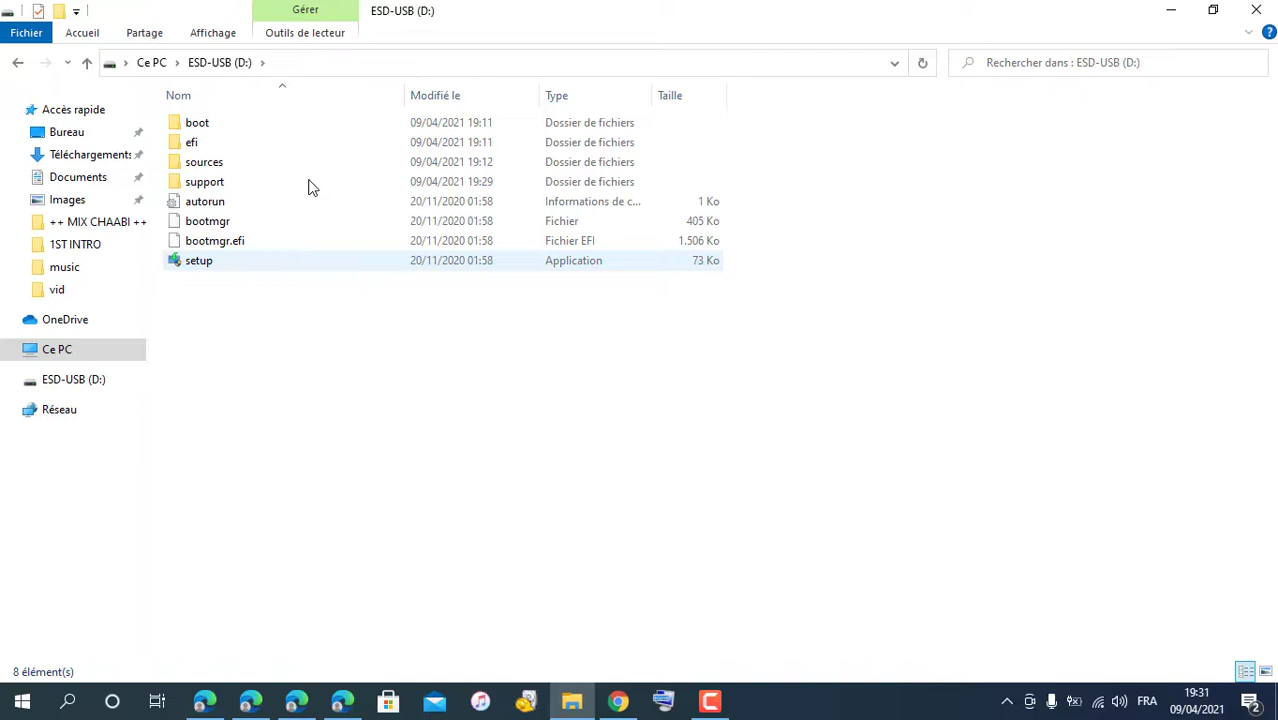 Gérer
ESD-USB (D:)
Fichier Accueil Partage Affichage Outils de lecteur
Ce PC ESD-USB (D:)
Rechercher dans : ESD-USB (D:)
Nom Modifié le Type Taille
Accès rapide
Bureau
Téléchargements
Documents
Images
++ MIX CHAABI ++
1ST INTRO
music
vid
OneDrive
Ce PC
ESD-USB (D:)
Réseau
boot 09/04/2021 19:11 Dossier de fichiers
efi 09/04/2021 19:11 Dossier de fichiers
sources 09/04/2021 19:12 Dossier de fichiers
support 09/04/2021 19:29 Dossier de fichiers
autorun 20/11/2020 01:58 Informations de c... 1 Ko
bootmgr 20/11/2020 01:58 Fichier 405 Ko
bootmgr.efi 20/11/2020 01:58 Fichier EFI 1.506 Ko
setup 20/11/2020 01:58 Application 73 Ko
8 élément(s)
FRA
19:31
09/04/2021
2